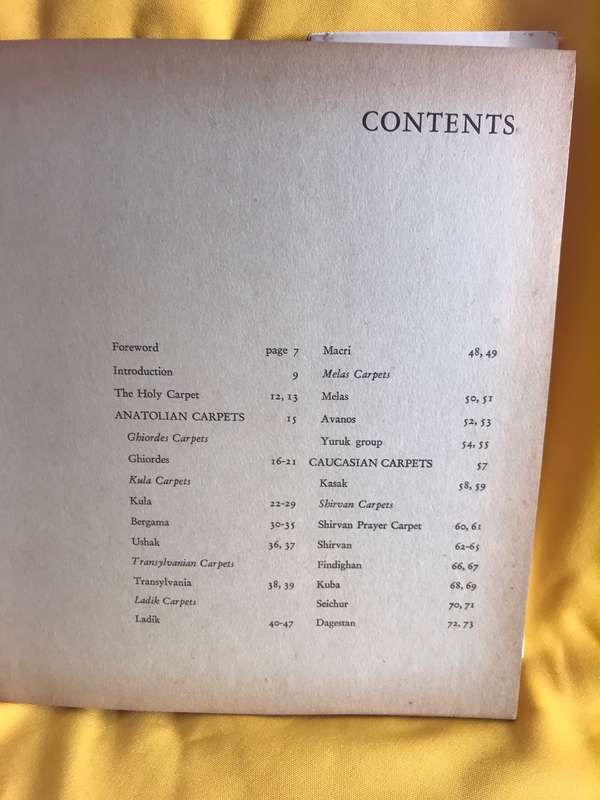 CONTENTS
Foreword page 7
Introduction 9
The Holy Carpet 12, 13
ANATOLIAN CARPETS 15
Ghiordes Carpets
Ghiordes 16-21
Kula Carpets
Kula 22-29
Bergama 30-35
Ushak 36, 37
Transylvanian Carpets
Transylvania 38, 39
Ladik Carpets
Ladik 40-47
Macri 48, 49
Melas Carpets
Melas 50, 51
Avanos 52, 53
Yuruk group 54, 55
CAUCASIAN CARPETS 57
Kasak 58, 59
Shirvan Carpets
Shirvan Prayer Carpet 60, 61
Shirvan 62-65
Findighan 66, 67
Kuba 68, 69
Seichur 70, 71
Dagestan 72, 73